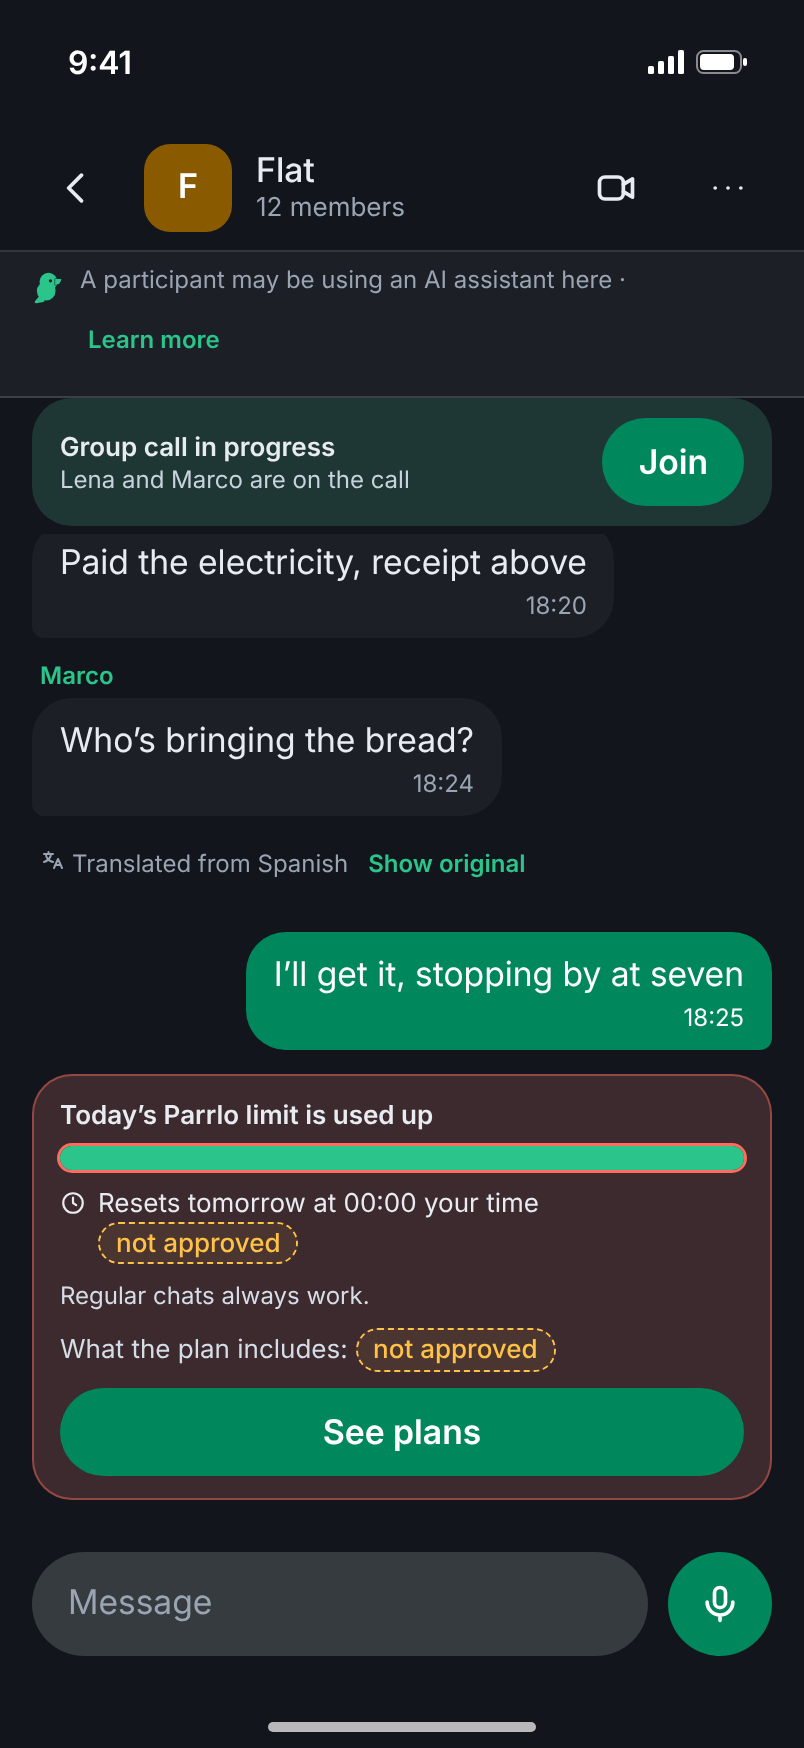 9:41
F
Flat
12 members
A participant may be using an AI assistant here ·
Learn more
Group call in progress
Lena and Marco are on the call
Join
Paid the electricity, receipt above
18:20
Marco
Who’s bringing the bread?
18:24
Translated from Spanish Show original
I’ll get it, stopping by at seven
18:25
Today’s Parrlo limit is used up
Resets tomorrow at 00:00 your time
not approved
Regular chats always work.
What the plan includes: not approved
See plans
Message